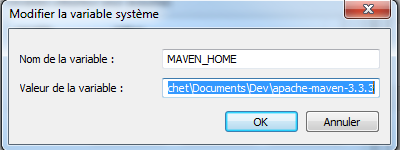 Modifier la variable système
Nom de la variable : MAVEN_HOME
Valeur de la variable : chet\Documents\Dev\apache-maven-3.3.3
OK Annuler